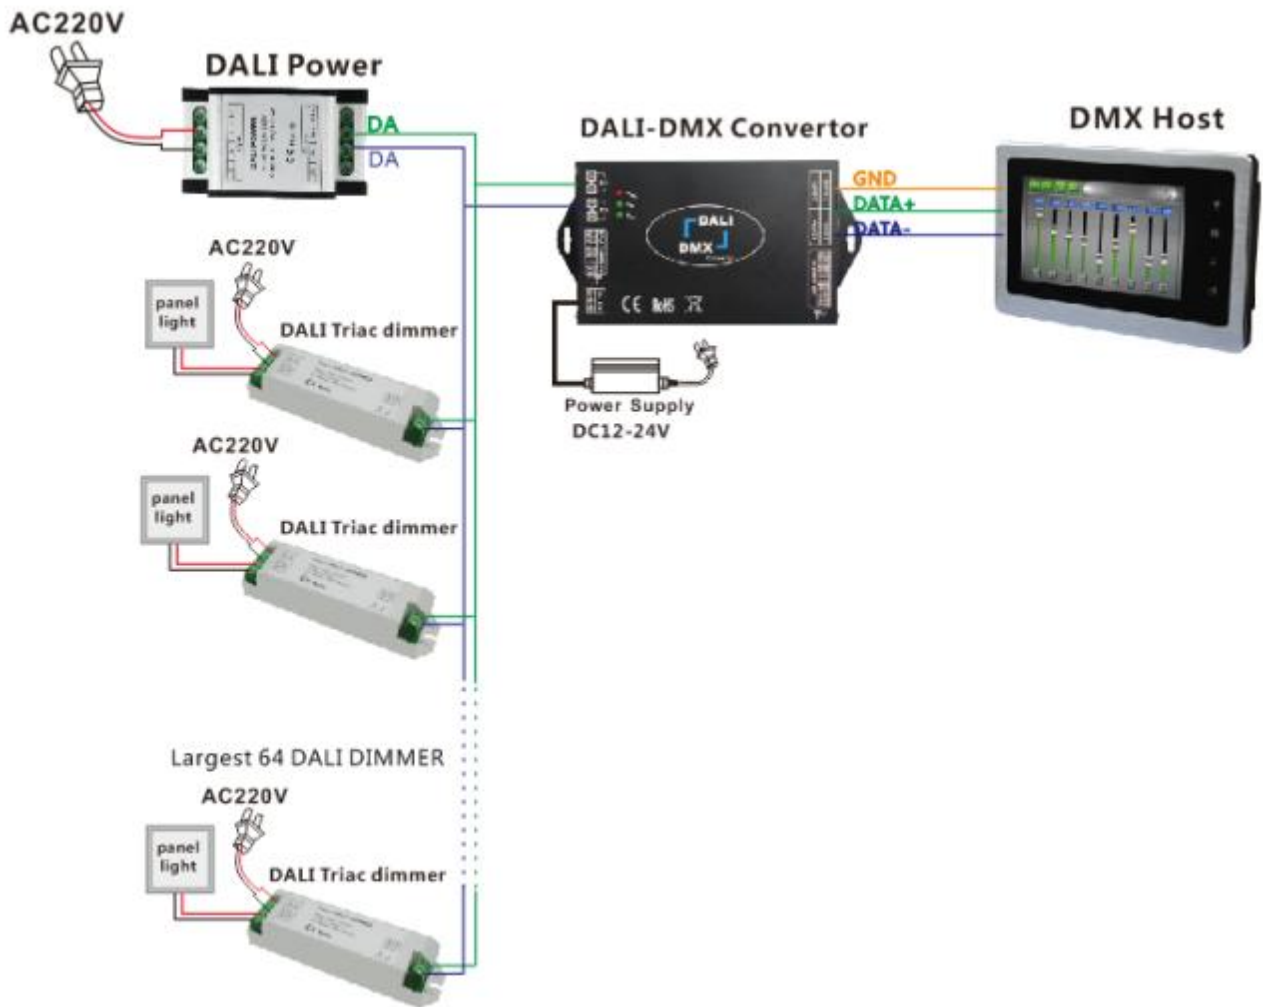 AC220V
DALI Power
DA
DA
DALI-DMX Convertor
DMX Host
GND
DATA+
DATA-
DALI
DMX
CE RoHS
Power Supply
DC12-24V
AC220V
panel
light
DALI Triac dimmer
AC220V
panel
light
DALI Triac dimmer
Largest 64 DALI DIMMER
AC220V
panel
light
DALI Triac dimmer